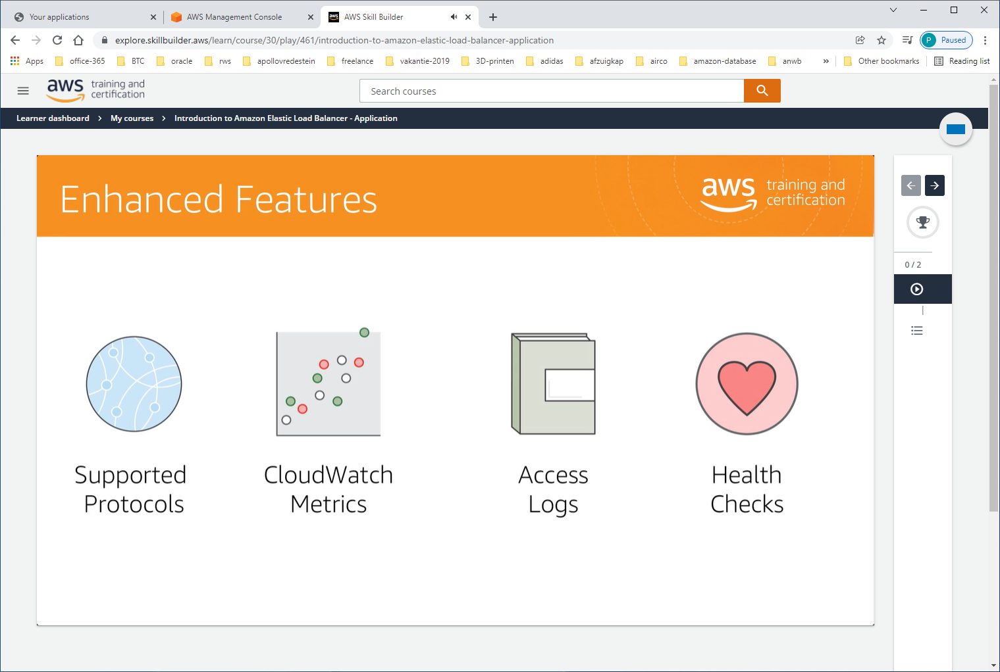 Your applications
AWS Management Console
aws AWS Skill Builder
explore.skillbuilder.aws/learn/course/30/play/461/introduction-to-amazon-elastic-load-balancer-application
P Paused
Apps office-365 BTC oracle rws apollovredestein freelance vakantie-2019 3D-printen adidas afzuigkap airco amazon-database anwb » Other bookmarks Reading list
aws training and
certification
Search courses
Learner dashboard > My courses > Introduction to Amazon Elastic Load Balancer - Application
Enhanced Features
aws training and
certification
0 / 2
Supported
Protocols
CloudWatch
Metrics
Access
Logs
Health
Checks